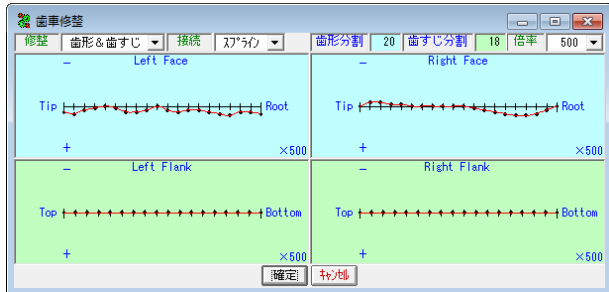 歯車修整
修整 歯形&歯すじ 接続 ｽﾌﾟﾗｲﾝ 歯形分割 20 歯すじ分割 18 倍率 500
− Left Face − Right Face
Tip Root Tip Root
+ ×500 + ×500
− Left Flank − Right Flank
Top Bottom Top Bottom
+ ×500 + ×500
確定 ｷｬﾝｾﾙ